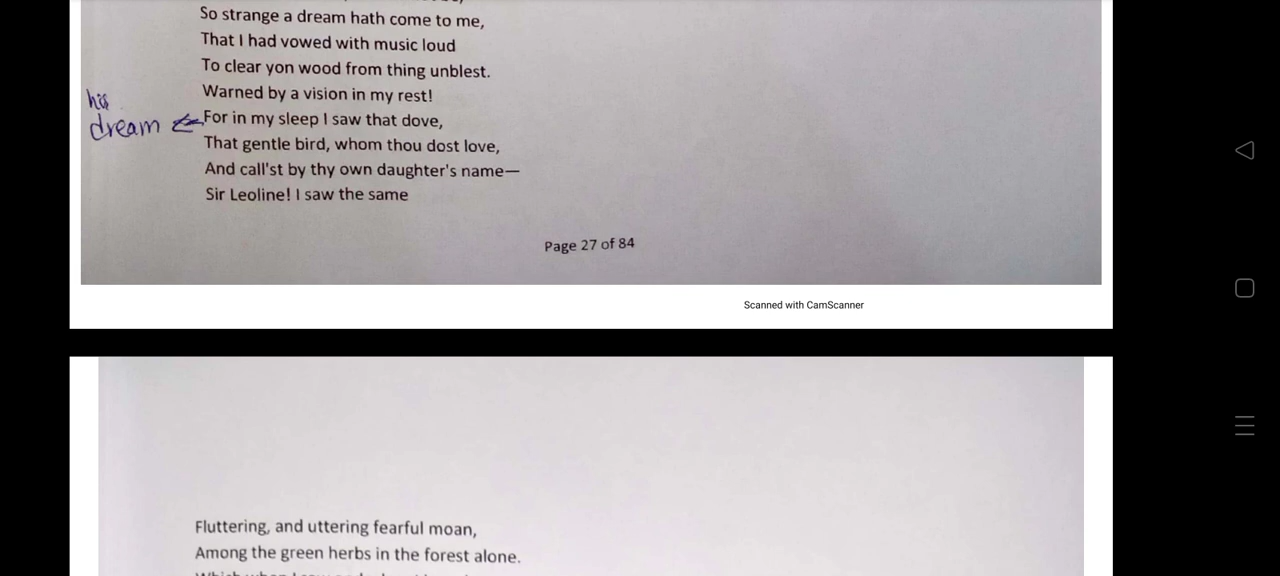 So strange a dream hath come to me,
That I had vowed with music loud
To clear yon wood from thing unblest.
Warned by a vision in my rest!
his
dream
For in my sleep I saw that dove,
That gentle bird, whom thou dost love,
And call'st by thy own daughter's name—
Sir Leoline! I saw the same
Page 27 of 84
Scanned with CamScanner
Fluttering, and uttering fearful moan,
Among the green herbs in the forest alone.